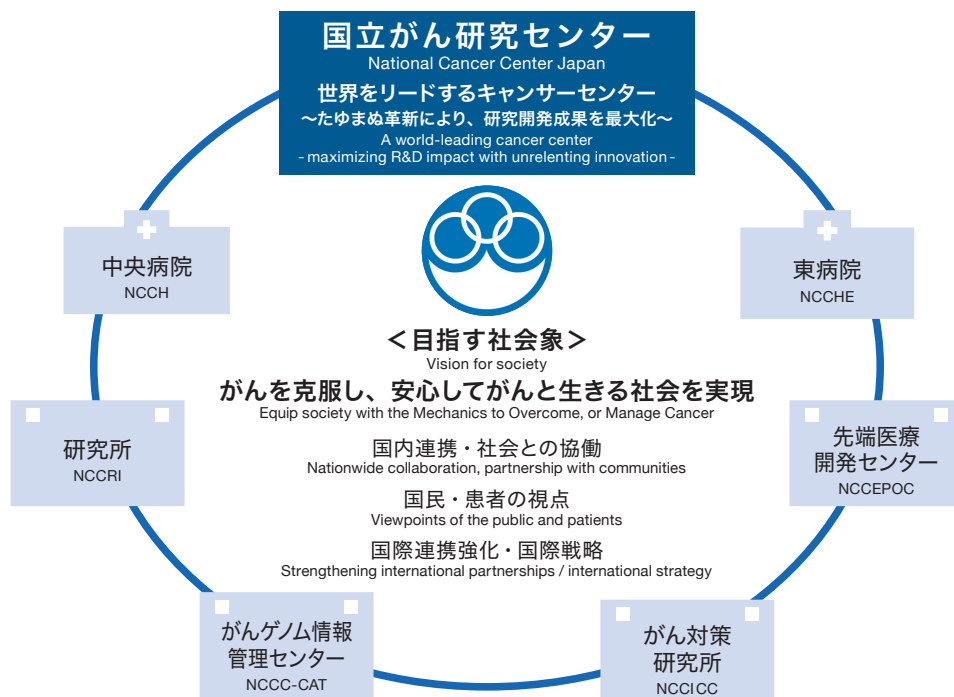 国立がん研究センター
National Cancer Center Japan
世界をリードするキャンサーセンター
～たゆまぬ革新により、研究開発成果を最大化～
A world-leading cancer center
- maximizing R&D impact with unrelenting innovation -
中央病院
NCCH
東病院
NCCHE
＜目指す社会象＞
Vision for society
がんを克服し、安心してがんと生きる社会を実現
Equip society with the Mechanics to Overcome, or Manage Cancer
国内連携・社会との協働
Nationwide collaboration, partnership with communities
国民・患者の視点
Viewpoints of the public and patients
国際連携強化・国際戦略
Strengthening international partnerships / international strategy
研究所
NCCRI
先端医療
開発センター
NCCEPOC
がんゲノム情報
管理センター
NCCC-CAT
がん対策
研究所
NCCICC